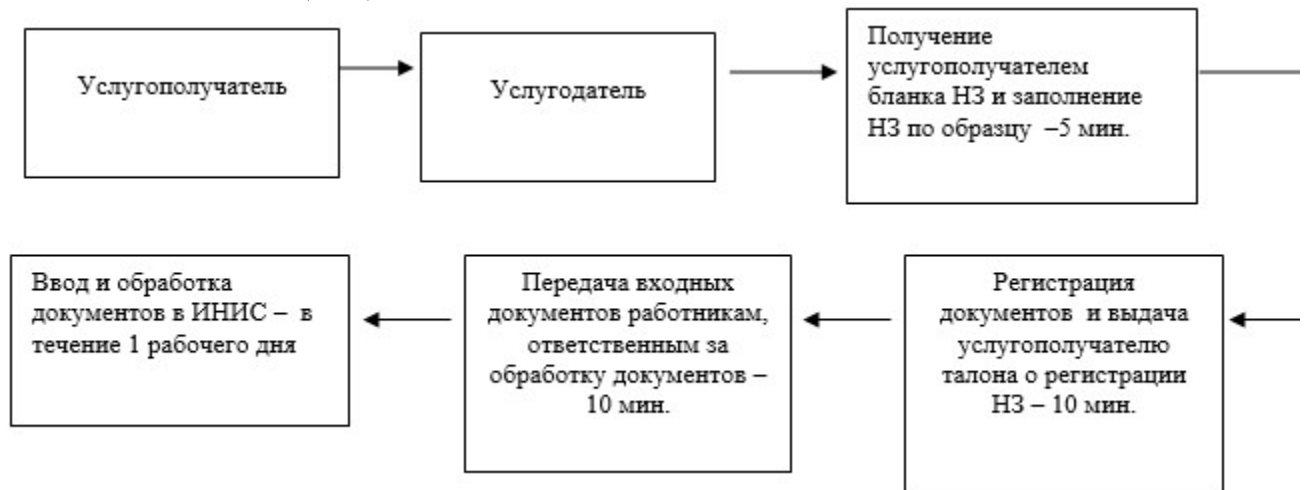 Услугополучатель
Услугодатель
Получение
услугополучателем
бланка НЗ и заполнение
НЗ по образцу –5 мин.
Регистрация
документов и выдача
услугополучателю
талона о регистрации
НЗ – 10 мин.
Передача входных
документов работникам,
ответственным за
обработку документов –
10 мин.
Ввод и обработка
документов в ИНИС – в
течение 1 рабочего дня